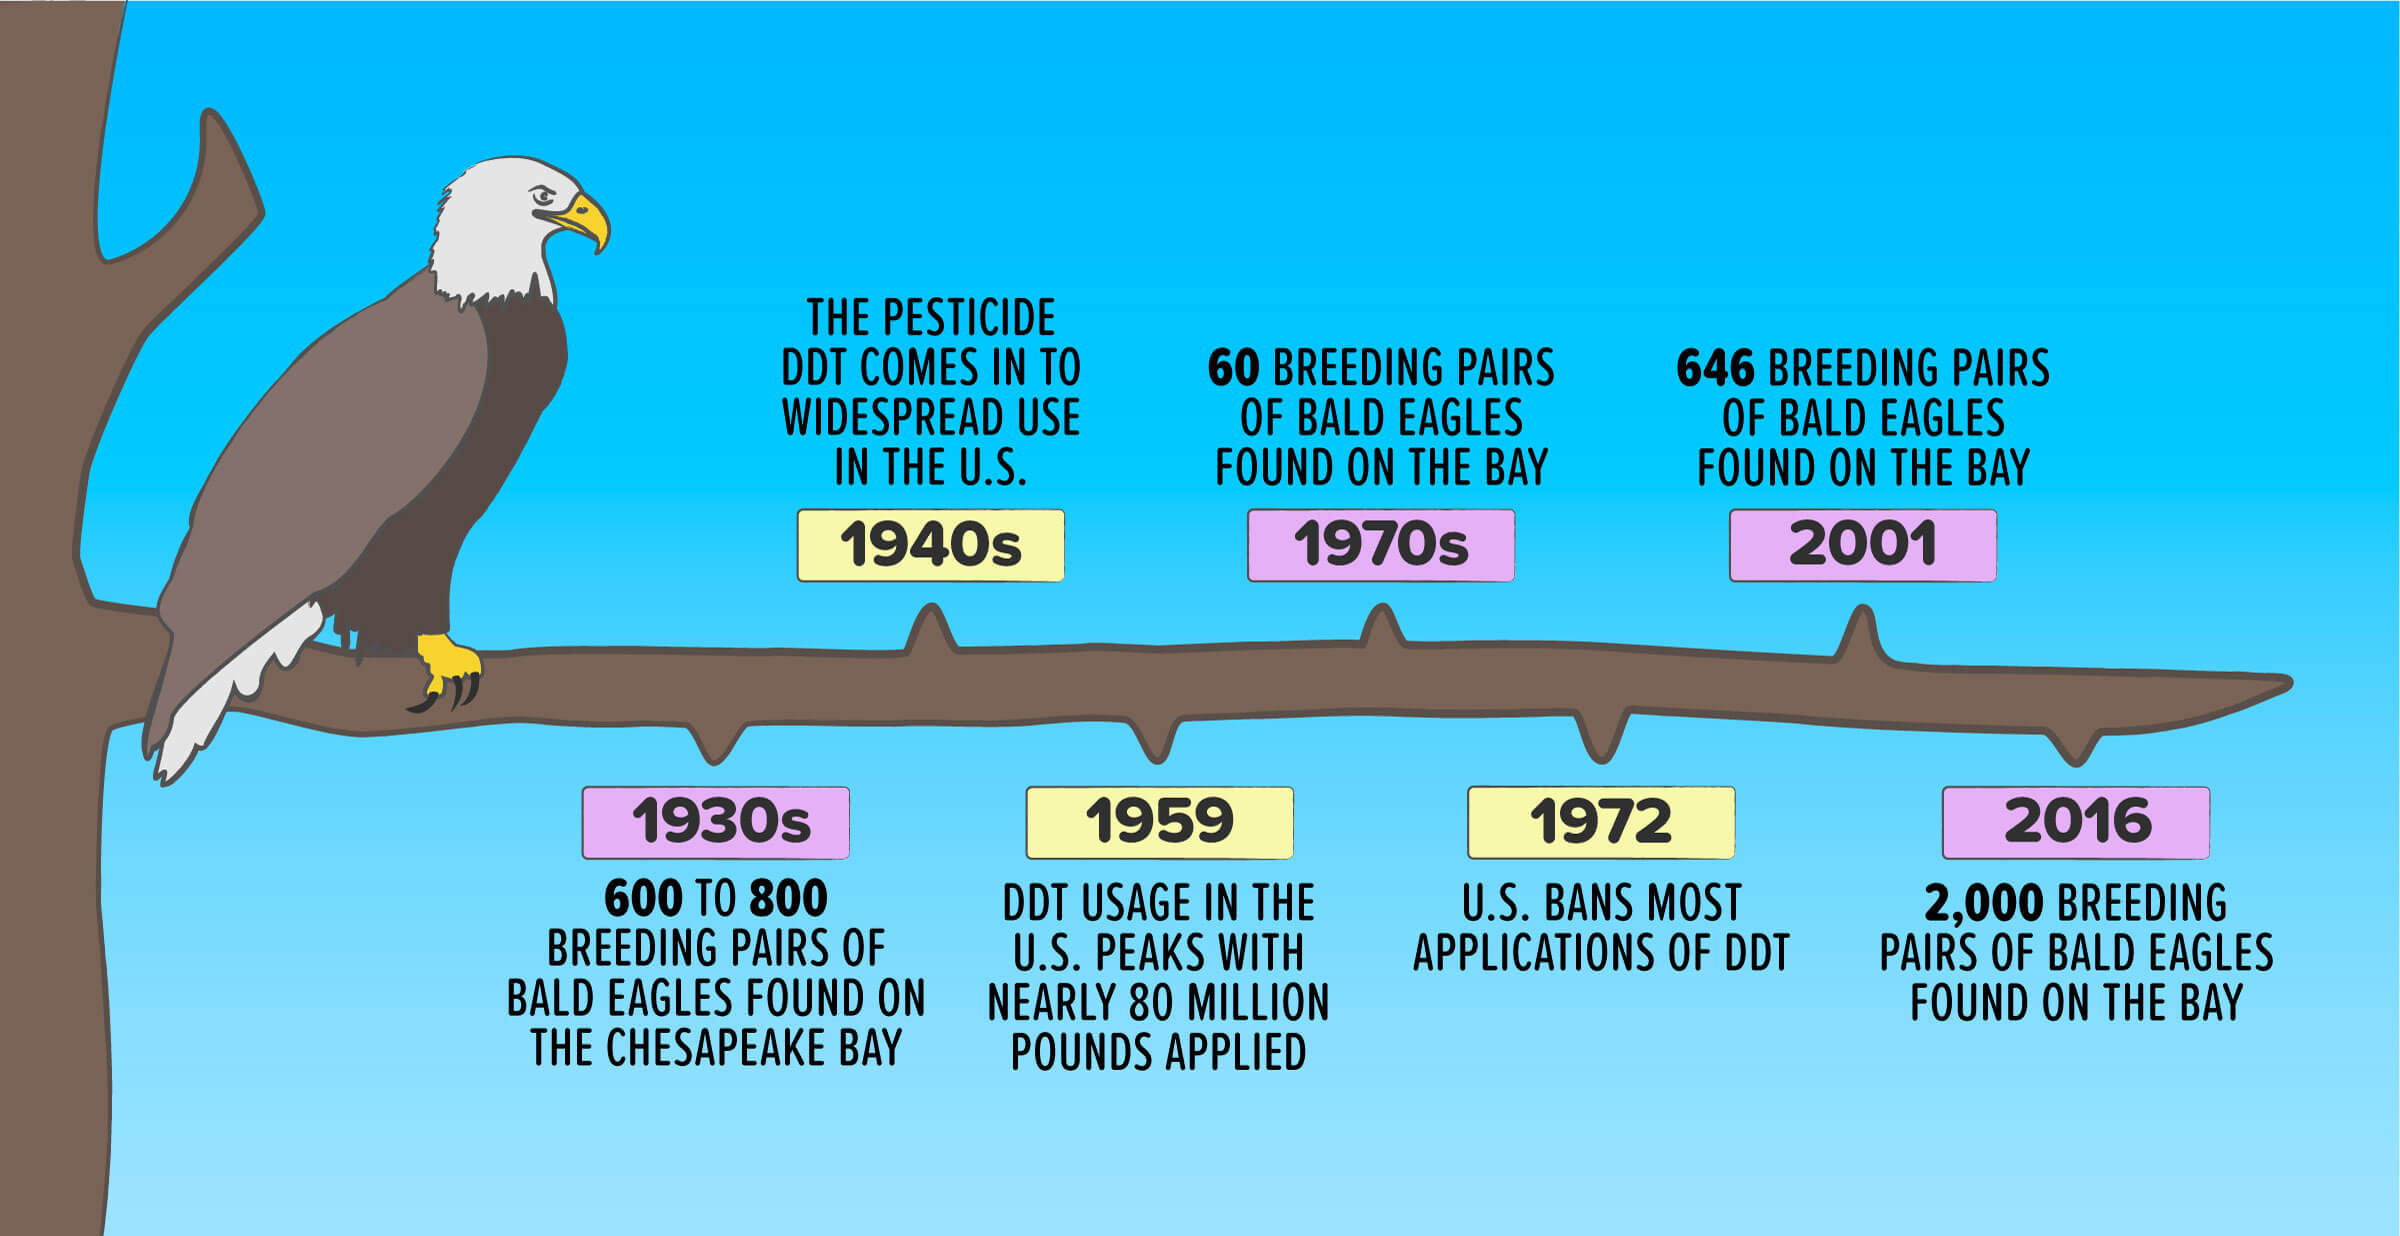 1930s
600 TO 800
BREEDING PAIRS OF
BALD EAGLES FOUND ON
THE CHESAPEAKE BAY
THE PESTICIDE
DDT COMES IN TO
WIDESPREAD USE
IN THE U.S.
1940s
1959
DDT USAGE IN THE
U.S. PEAKS WITH
NEARLY 80 MILLION
POUNDS APPLIED
60 BREEDING PAIRS
OF BALD EAGLES
FOUND ON THE BAY
1970s
1972
U.S. BANS MOST
APPLICATIONS OF DDT
646 BREEDING PAIRS
OF BALD EAGLES
FOUND ON THE BAY
2001
2016
2,000 BREEDING
PAIRS OF BALD EAGLES
FOUND ON THE BAY